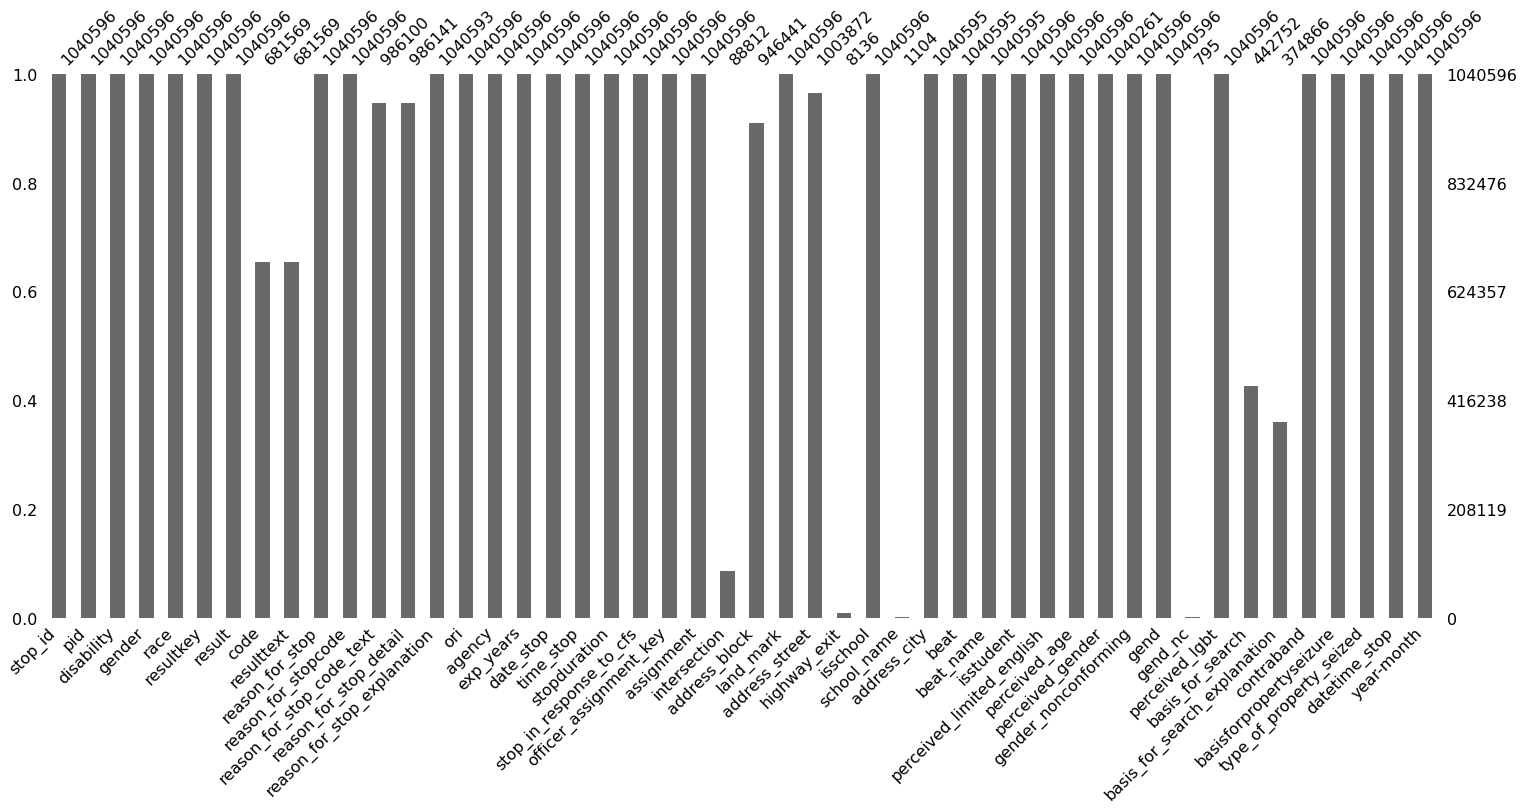 1040596
1040596
1040596
1040596
1040596
1040596
1040596
6815669
6815669
1040596
1040596
986100
986141
1040593
1040596
1040596
1040596
1040596
1040596
1040596
1040596
1040596
1040596
88812
946441
1040596
1003872
8136
1040596
1104
1040595
1040595
1040595
1040596
1040596
1040596
1040261
1040596
1040596
795
1040596
442752
374866
1040596
1040596
1040596
1040596
1040596
1.0
0.8
0.6
0.4
0.2
0.0
1040596
832476
624357
416238
208119
0
stop_id
pid
disability
gender
race
resultkey
result
code
resulttext
reason_for_stop
reason_for_stopcode
reason_for_stop_code_text
reason_for_stop_detail
reason_for_stop_explanation
ori
agency
exp_years
date_stop
time_stop
stopduration
stop_in_response_to_cfs
officer_assignment_key
assignment
intersection
address_block
land_mark
address_street
highway_exit
isschool
school_name
address_city
beat
beat_name
isstudent
perceived_limited_english
perceived_age
perceived_gender
gender_nonconforming
gend
gend_nc
perceived_lgbt
basis_for_search
basis_for_search_explanation
contraband
basisforpropertyseizure
type_of_property_seized
datetime_stop
year-month